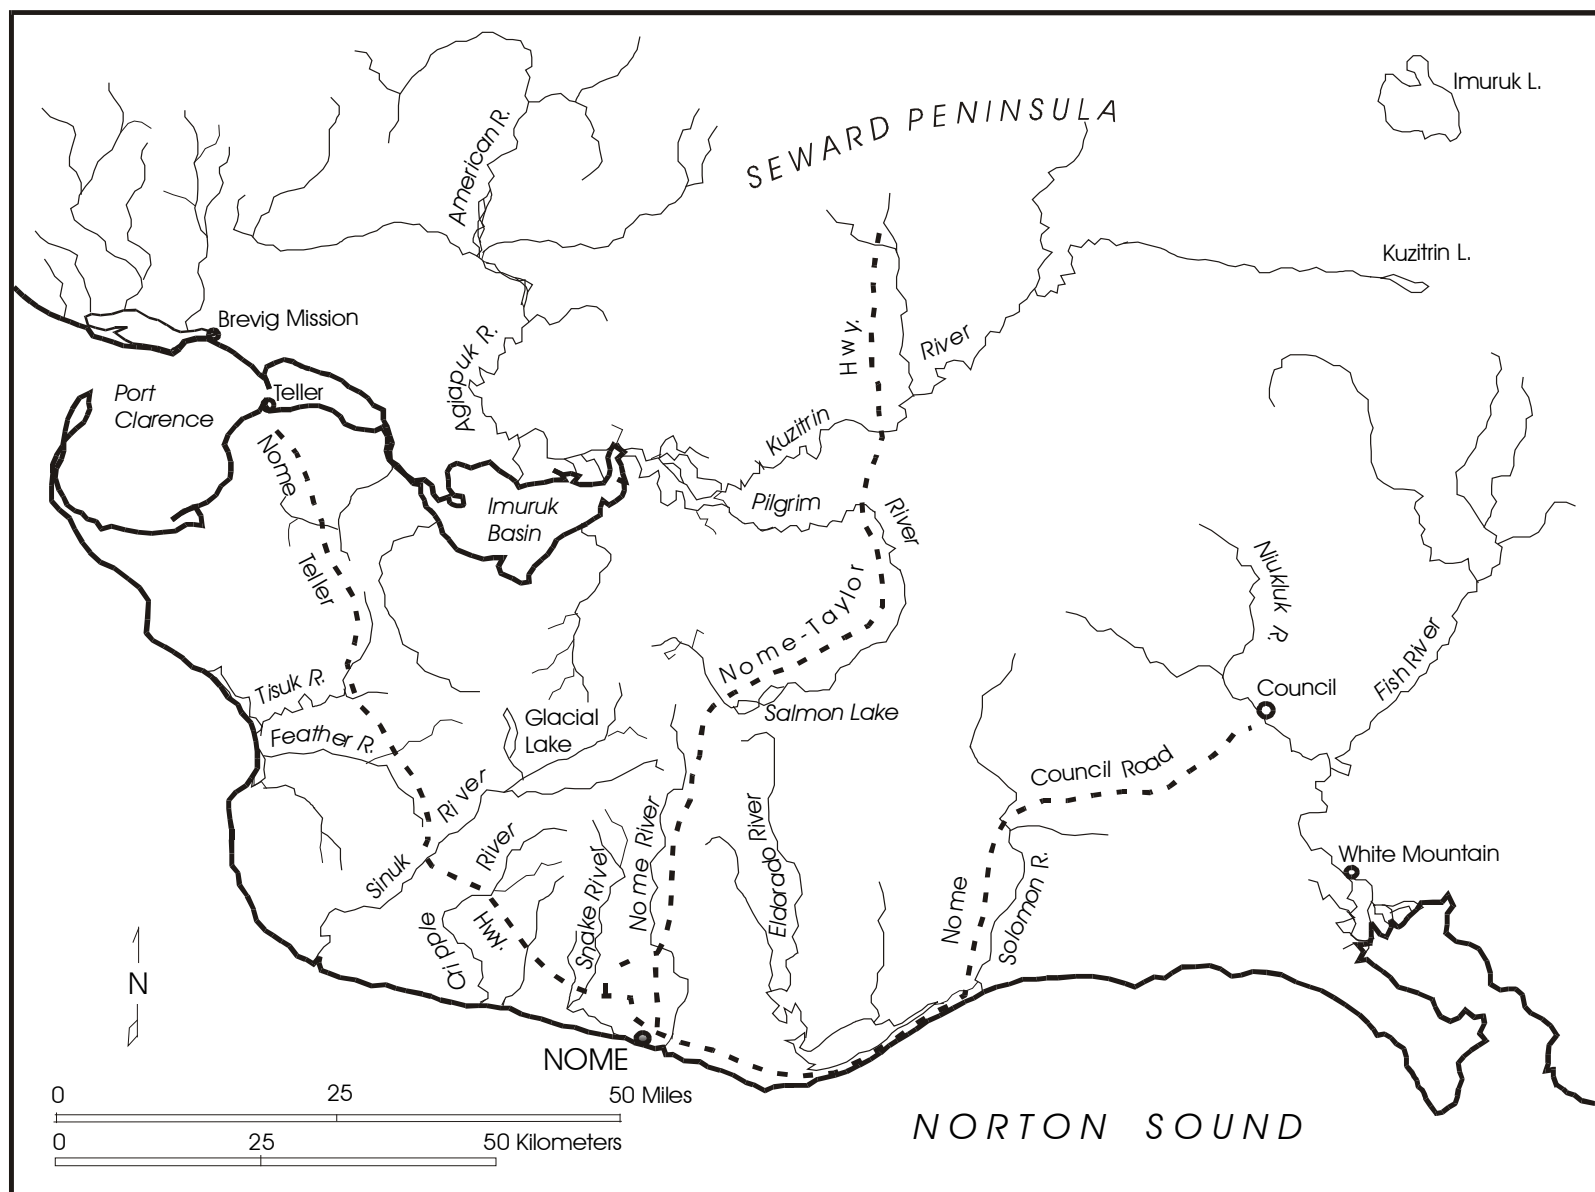 Imuruk L.
SEWARD PENINSULA
American R.
Kuzitrin L.
Brevig Mission
Hwy.
River
Agiapuk R.
Port
Clarence
Teller
Kuzitrin
Nome
Imuruk
Basin
Pilgrim
River
Teller
Niukluk R.
Nome-Taylor
Fish River
Tisuk R.
Council
Feather R.
Glacial
Lake
Salmon Lake
River
Council Road
River
Nome River
Eldorado River
Sinuk
Snake River
White Mountain
Cripple
Hwy.
Nome
Solomon R.
N
NOME
0 25 50 Miles
0 25 50 Kilometers
NORTON SOUND